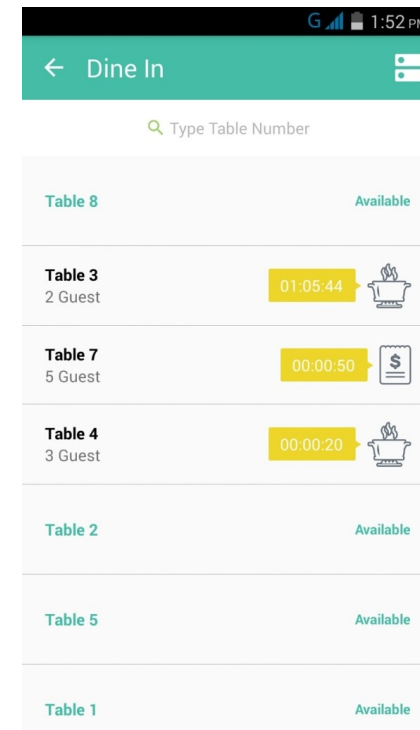 G 1:52 PM
Dine In
Type Table Number
Table 8 Available
Table 3
2 Guest
01:05:44
Table 7
5 Guest
00:00:50
$
Table 4
3 Guest
00:00:20
Table 2 Available
Table 5 Available
Table 1 Available